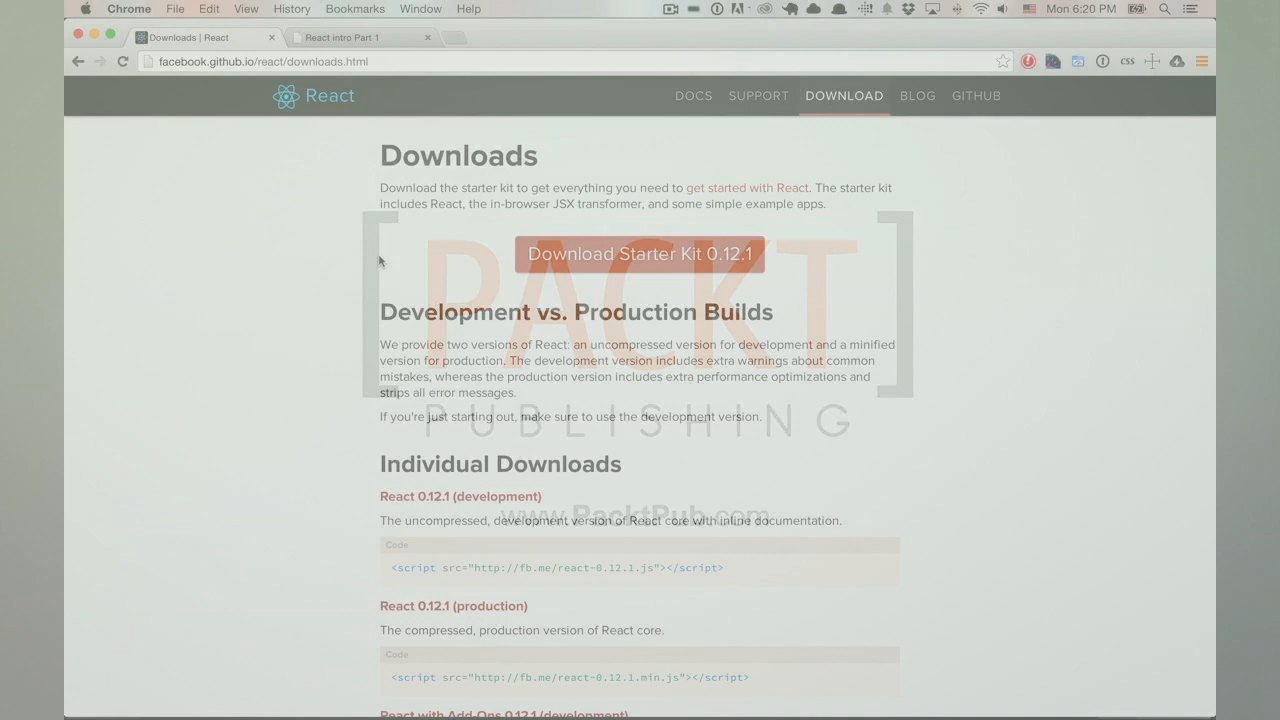 Chrome File Edit View History Bookmarks Window Help Mon 6:20 PM
Downloads | React React intro Part 1
facebook.github.io/react/downloads.html css
React DOCS SUPPORT DOWNLOAD BLOG GITHUB
Downloads
Download the starter kit to get everything you need to get started with React. The starter kit
includes React, the in-browser JSX transformer, and some simple example apps.
Download Starter Kit 0.12.1
[PACKT]
PUBLISHING
www.PacktPub.com
Development vs. Production Builds
We provide two versions of React: an uncompressed version for development and a minified
version for production. The development version includes extra warnings about common
mistakes, whereas the production version includes extra performance optimizations and
strips all error messages.
If you're just starting out, make sure to use the development version.
Individual Downloads
React 0.12.1 (development)
The uncompressed, development version of React core with inline documentation.
Code
<script src="http://fb.me/react-0.12.1.js"></script>
React 0.12.1 (production)
The compressed, production version of React core.
Code
<script src="http://fb.me/react-0.12.1.min.js"></script>
React with Add-Ons 0.12.1 (development)